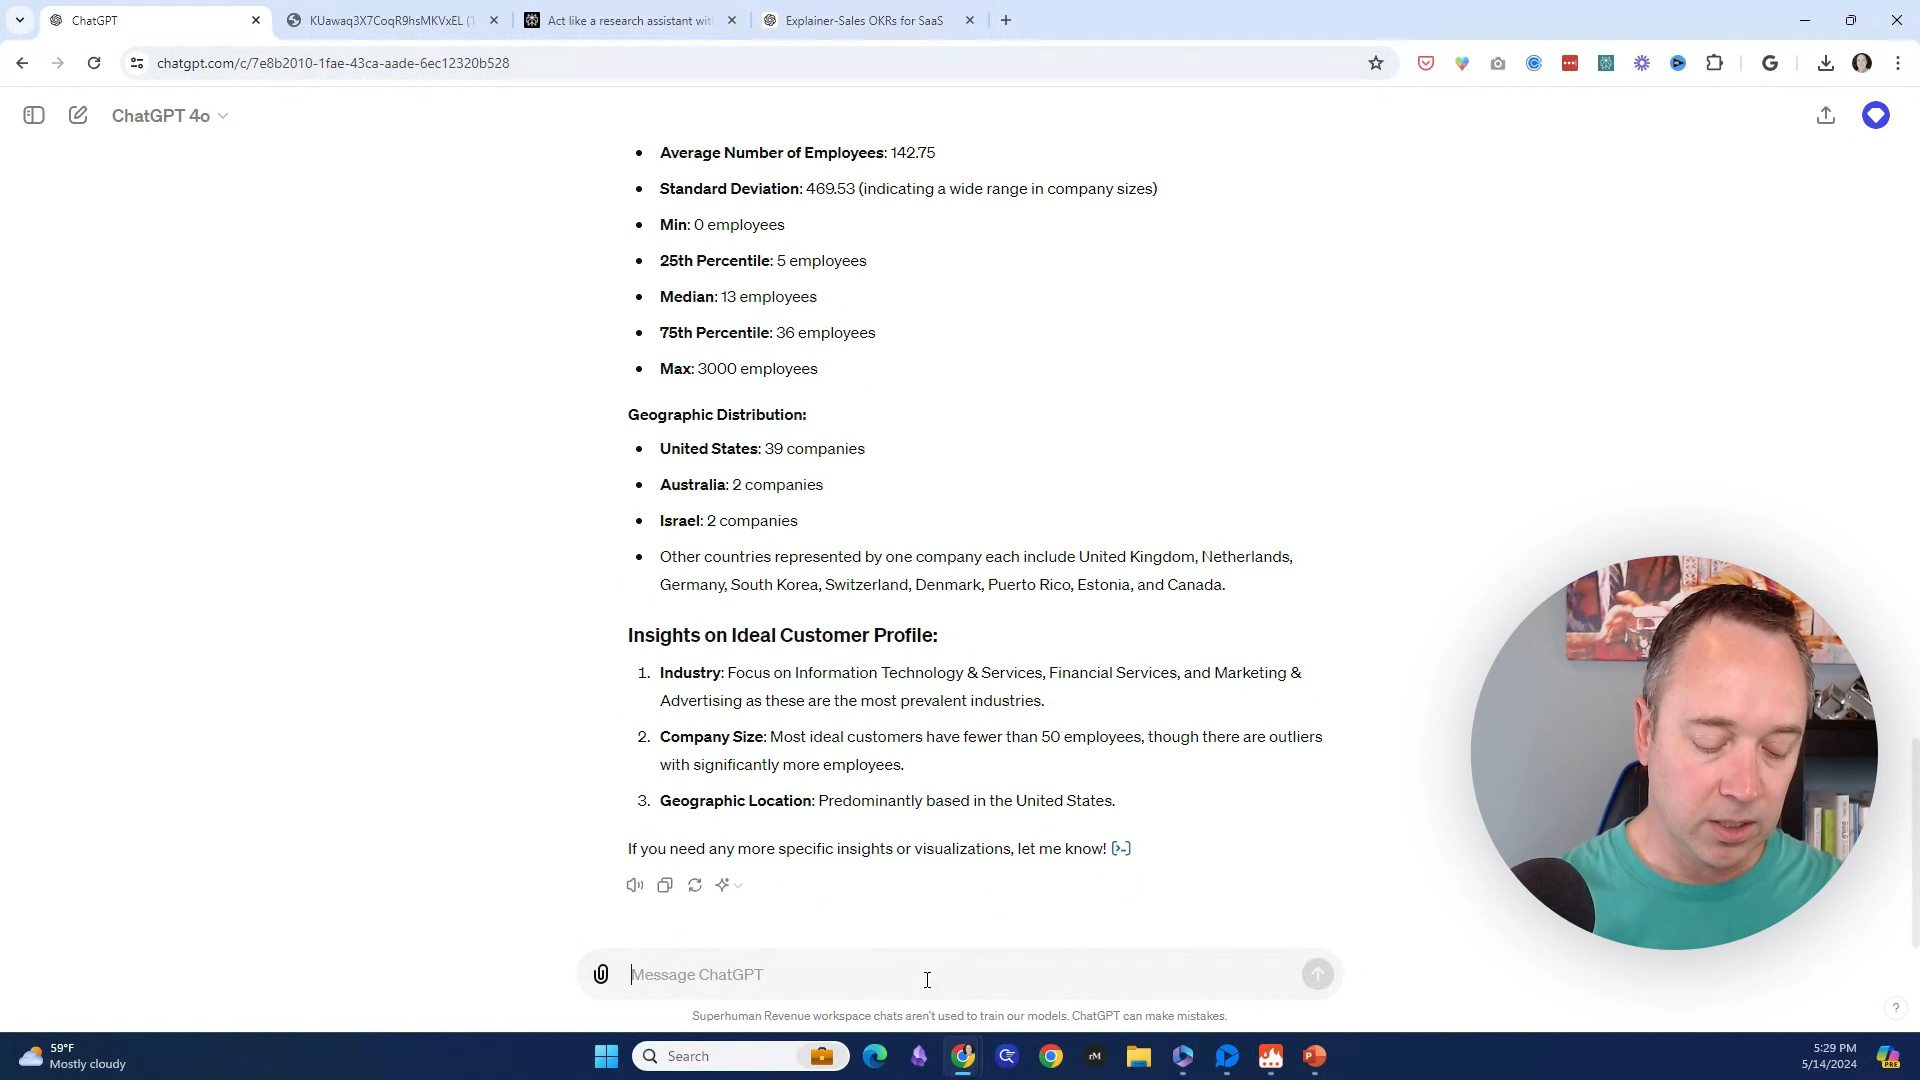 ChatGPT
KUawaq3X7CoqR9hsMKVxEL (1
Act like a research assistant wit
Explainer-Sales OKRs for SaaS
chatgpt.com/c/7e8b2010-1fae-43ca-aade-6ec12320b528
ChatGPT 4o
Average Number of Employees: 142.75
Standard Deviation: 469.53 (indicating a wide range in company sizes)
Min: 0 employees
25th Percentile: 5 employees
Median: 13 employees
75th Percentile: 36 employees
Max: 3000 employees
Geographic Distribution:
United States: 39 companies
Australia: 2 companies
Israel: 2 companies
Other countries represented by one company each include United Kingdom, Netherlands,
Germany, South Korea, Switzerland, Denmark, Puerto Rico, Estonia, and Canada.
Insights on Ideal Customer Profile:
1. Industry: Focus on Information Technology & Services, Financial Services, and Marketing &
Advertising as these are the most prevalent industries.
2. Company Size: Most ideal customers have fewer than 50 employees, though there are outliers
with significantly more employees.
3. Geographic Location: Predominantly based in the United States.
If you need any more specific insights or visualizations, let me know!
Message ChatGPT
Superhuman Revenue workspace chats aren't used to train our models. ChatGPT can make mistakes.
?
59°F
Mostly cloudy
Search
rM
5:29 PM
5/14/2024
PRE